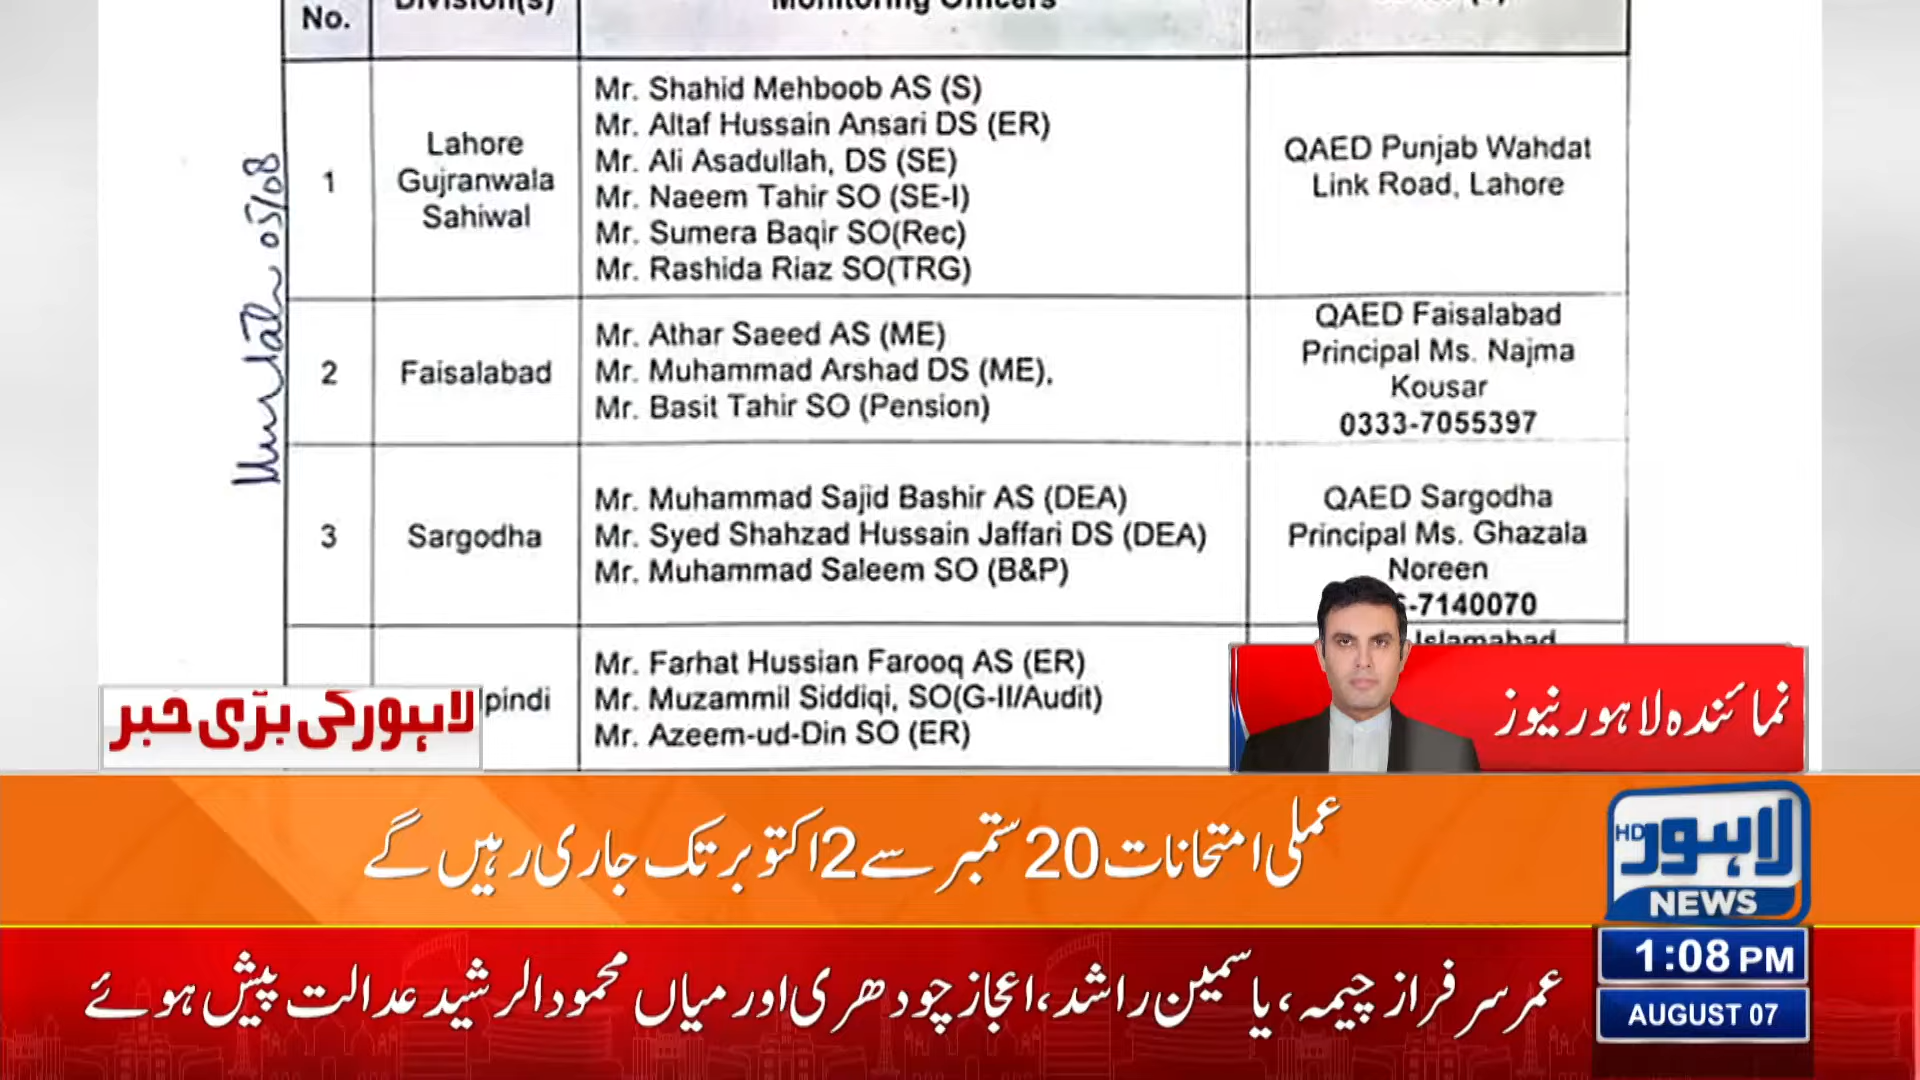 No.
Division(s)
Monitoring Officers
1
Lahore
Gujranwala
Sahiwal
Mr. Shahid Mehboob AS (S)
Mr. Altaf Hussain Ansari DS (ER)
Mr. Ali Asadullah, DS (SE)
Mr. Naeem Tahir SO (SE-I)
Mr. Sumera Baqir SO(Rec)
Mr. Rashida Riaz SO(TRG)
QAED Punjab Wahdat
Link Road, Lahore
2
Faisalabad
Mr. Athar Saeed AS (ME)
Mr. Muhammad Arshad DS (ME),
Mr. Basit Tahir SO (Pension)
QAED Faisalabad
Principal Ms. Najma
Kousar
0333-7055397
3
Sargodha
Mr. Muhammad Sajid Bashir AS (DEA)
Mr. Syed Shahzad Hussain Jaffari DS (DEA)
Mr. Muhammad Saleem SO (B&P)
QAED Sargodha
Principal Ms. Ghazala
Noreen
-7140070
pindi
Mr. Farhat Hussian Farooq AS (ER)
Mr. Muzammil Siddiqi, SO(G-II/Audit)
Mr. Azeem-ud-Din SO (ER)
Islamabad
05/08
لاہور کی بڑی خبر
نمائندہ لاہور نیوز
عملی امتحانات 20 ستمبر سے 2 اکتوبر تک جاری رہیں گے
لاہور HD
NEWS
عمر سرفراز چیمہ، یاسمین راشد، اعجاز چودھری اور میاں محمود الرشید عدالت پیش ہوئے
1:08 PM
AUGUST 07